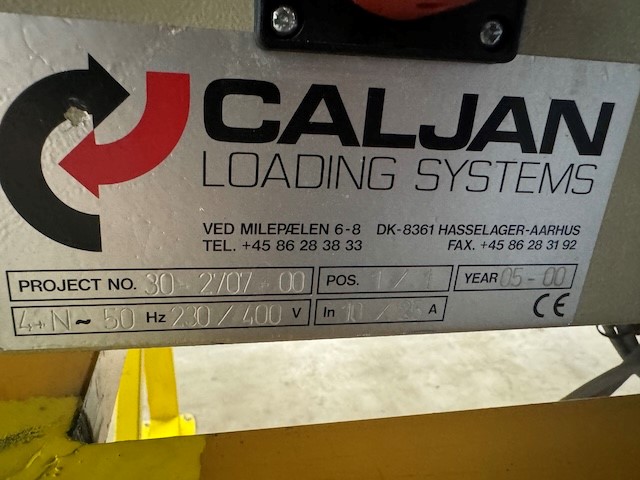 CALJAN
LOADING SYSTEMS
VED MILEPÆLEN 6-8 DK-8361 HASSELAGER-AARHUS
TEL. +45 86 28 38 33 FAX. +45 86 28 31 92
PROJECT NO. 30-2707-00 POS. 1/1 YEAR 05-00
4+N~ 50 Hz 230/400 V In 10 / A CE